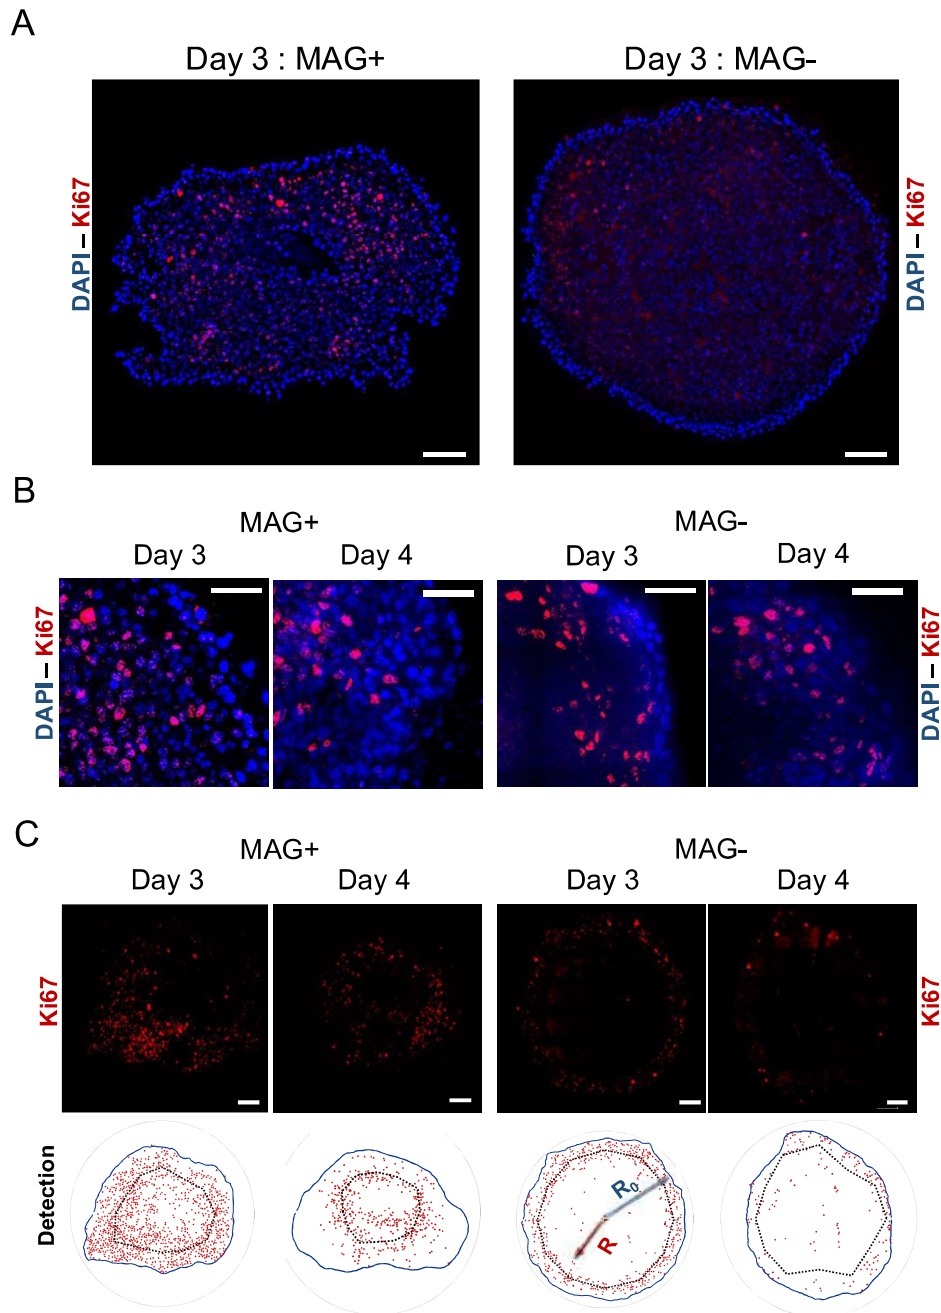 A
Day 3 : MAG+
Day 3 : MAG-
DAPI – Ki67
DAPI – Ki67
B
MAG+
MAG-
Day 3
Day 4
Day 3
Day 4
DAPI – Ki67
DAPI – Ki67
C
MAG+
MAG-
Day 3
Day 4
Day 3
Day 4
Ki67
Ki67
Detection
R0
R